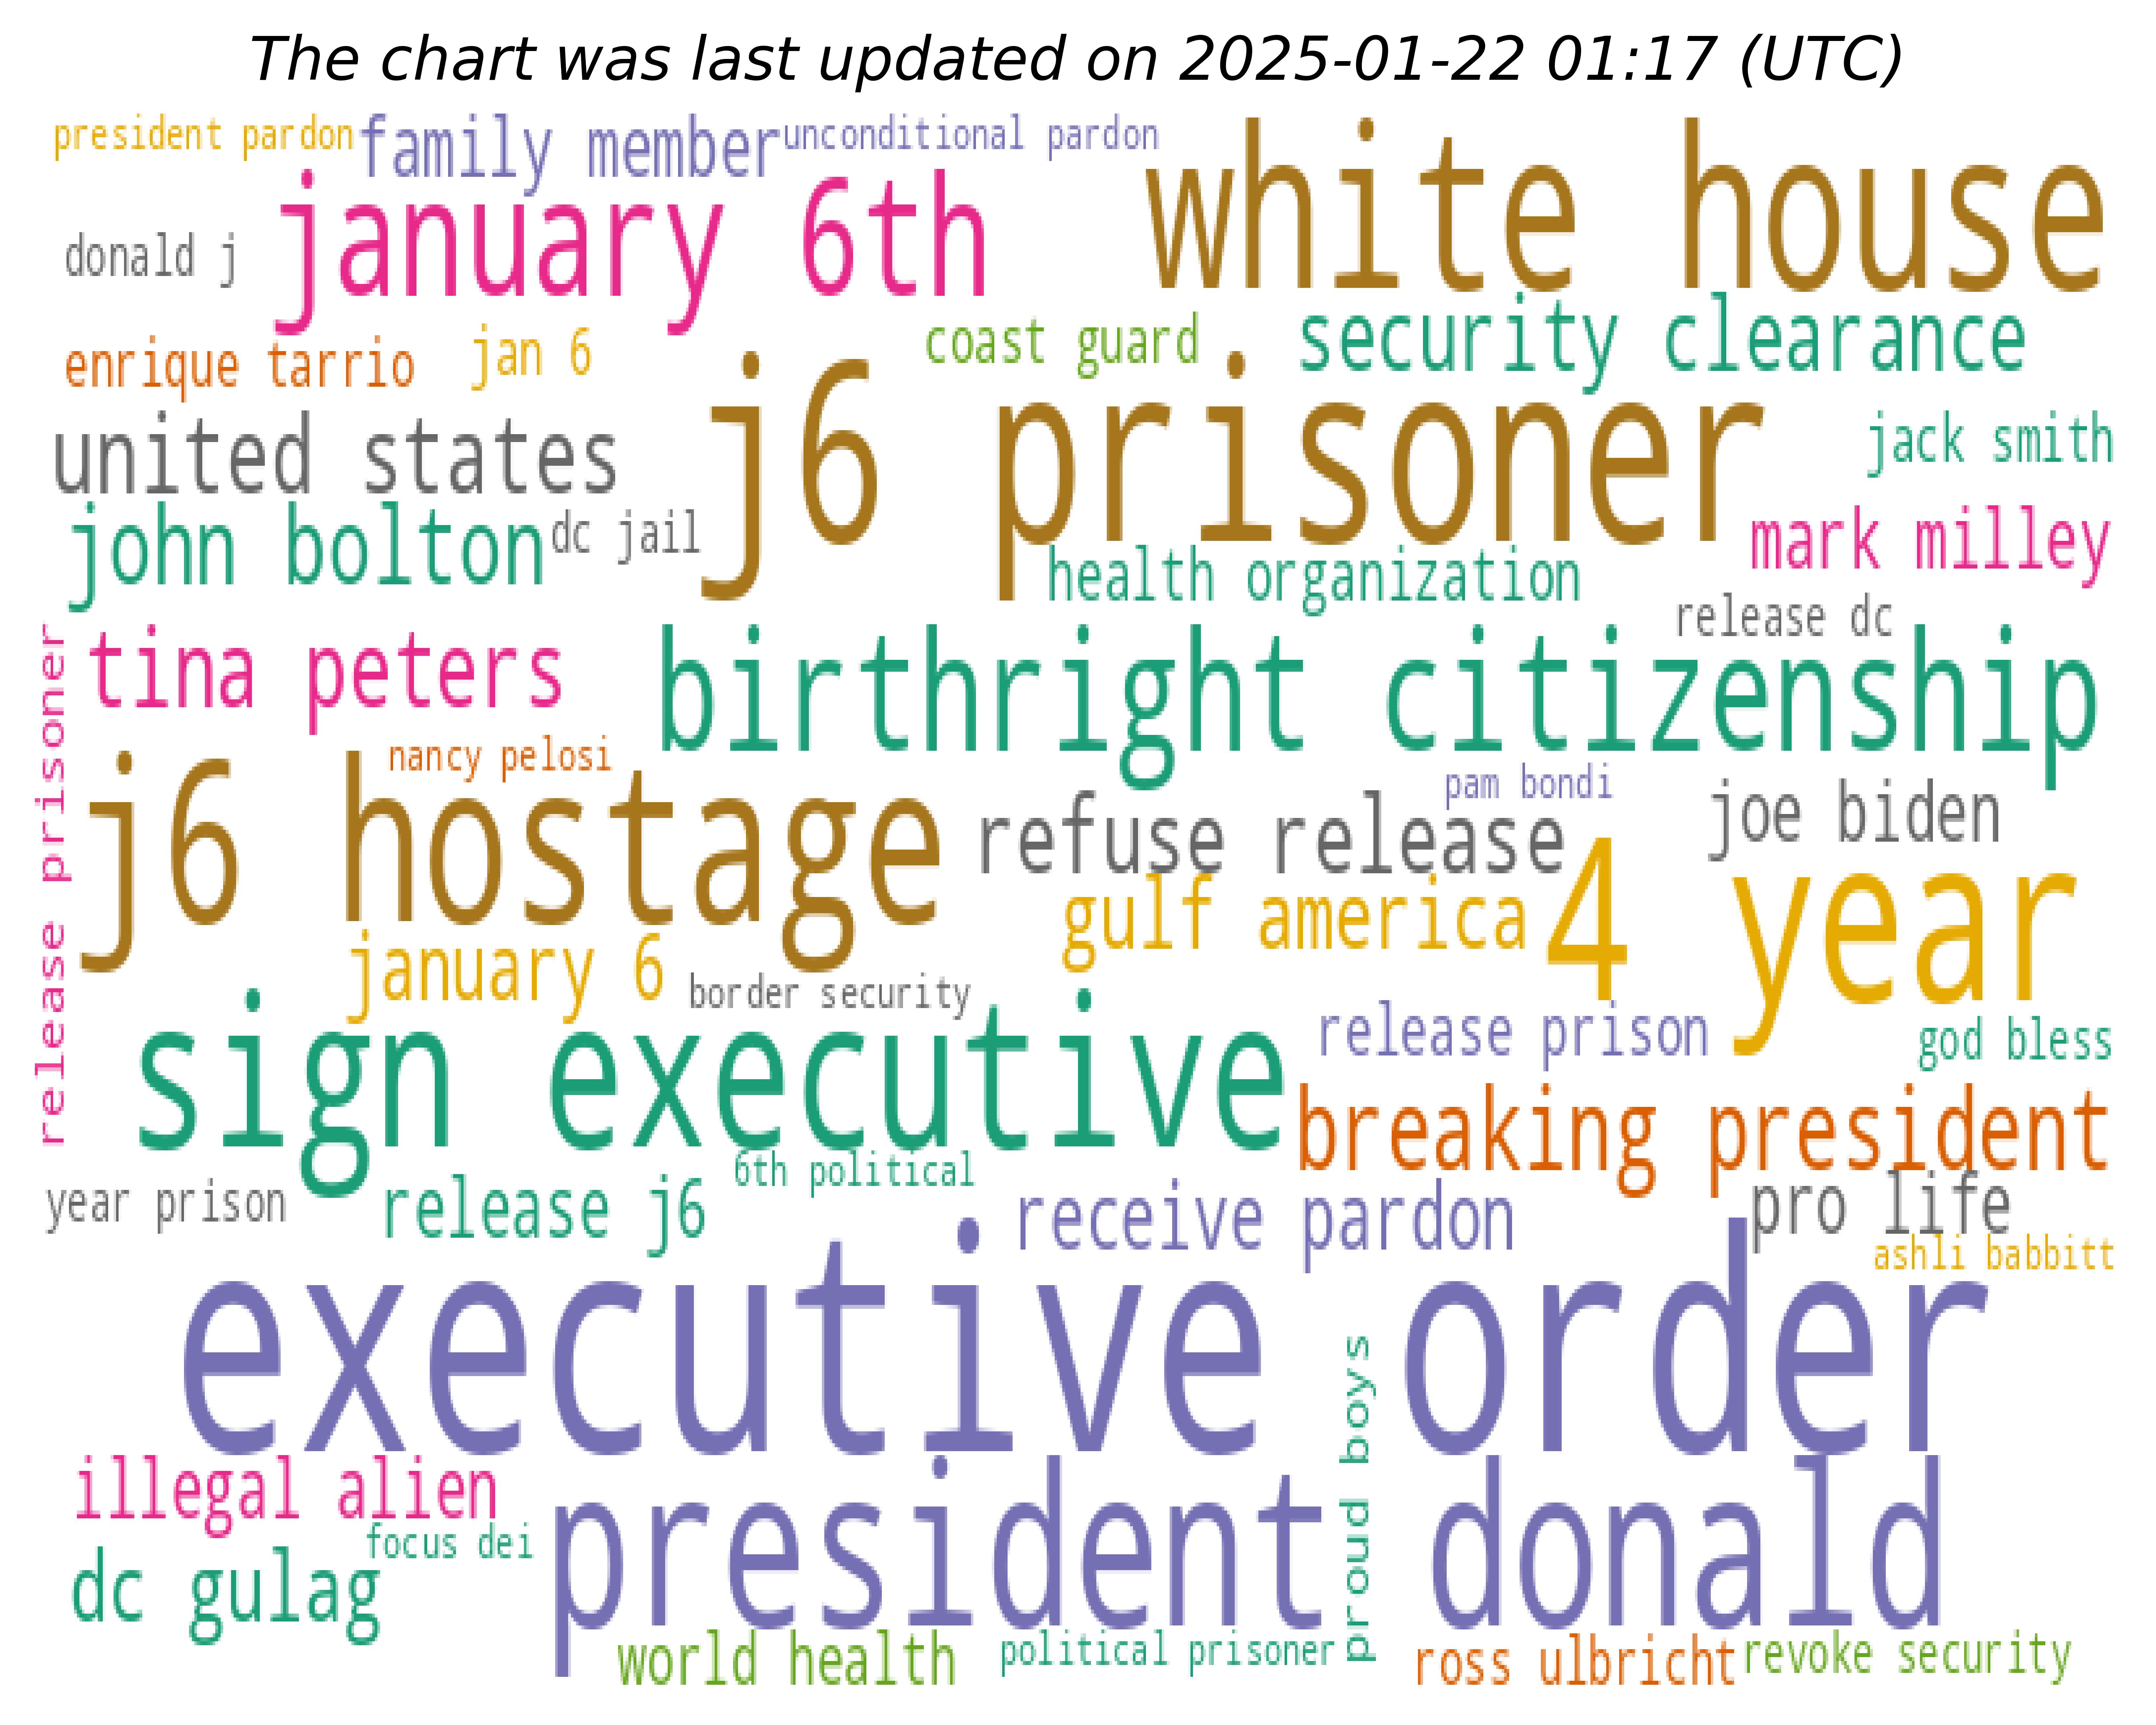 The chart was last updated on 2025-01-22 01:17 (UTC)
president pardon
family member
unconditional pardon
white house
january 6th
donald j
coast guard
security clearance
enrique tarrio
jan 6
j6 prisoner
united states
jack smith
john bolton
dc jail
mark milley
health organization
release dc
tina peters
birthright citizenship
release prisoner
nancy pelosi
j6 hostage
pam bondi
refuse release
joe biden
4 year
gulf america
january 6
border security
sign executive
release prison
god bless
breaking president
6th political
year prison
release j6
receive pardon
pro life
ashli babbitt
executive order
proud boys
illegal alien
president donald
focus dei
dc gulag
world health
political prisoner
ross ulbricht
revoke security